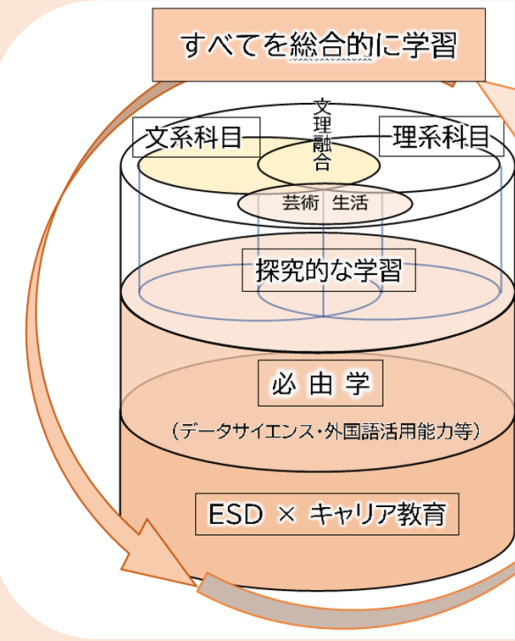 すべてを総合的に学習
文系科目
文理融合
理系科目
芸術 生活
探究的な学習
必由学
（データサイエンス・外国語活用能力等）
ESD × キャリア教育